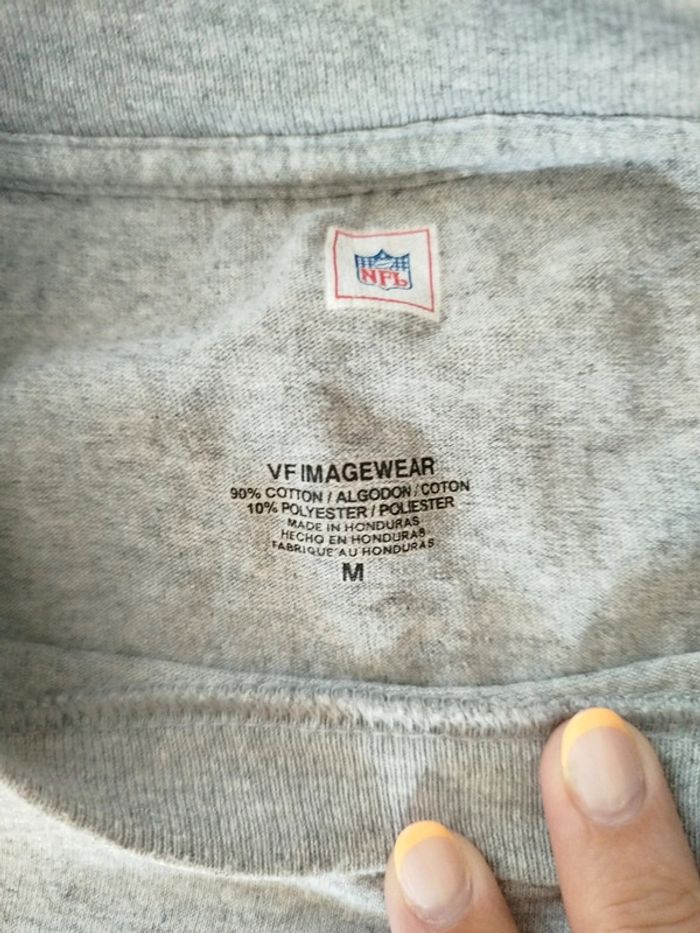 NFL
VF IMAGEWEAR
90% COTTON / ALGODON / COTON
10% POLYESTER / POLIESTER
MADE IN HONDURAS
HECHO EN HONDURAS
FABRIQUE AU HONDURAS
M